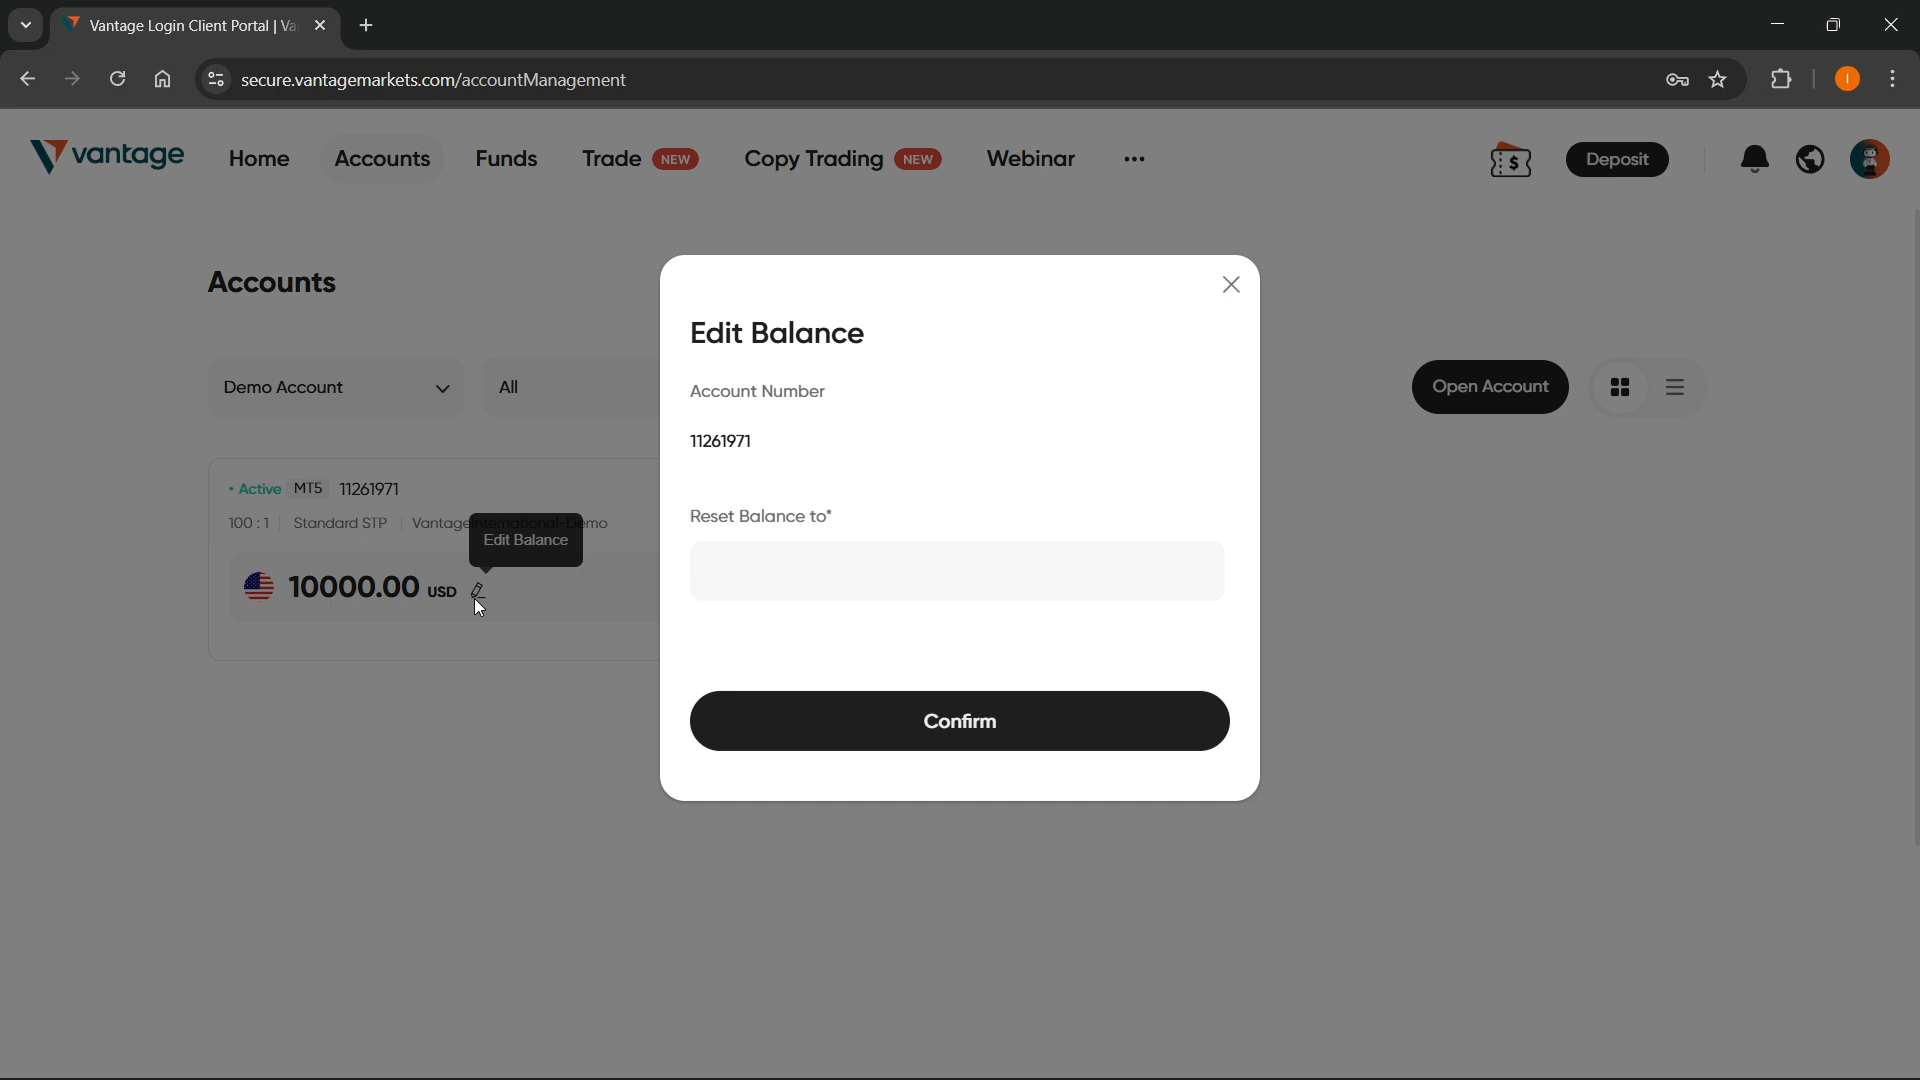 Vantage Login Client Portal | Va
secure.vantagemarkets.com/accountManagement
I
vantage
Home
Accounts
Funds
Trade NEW
Copy Trading NEW
Webinar
$
Deposit
Accounts
Demo Account
All
Open Account
• Active MT5 11261971
100 : 1 Standard STP VantageInternational-Demo
Edit Balance
10000.00 USD
Edit Balance
Account Number
11261971
Reset Balance to*
Confirm